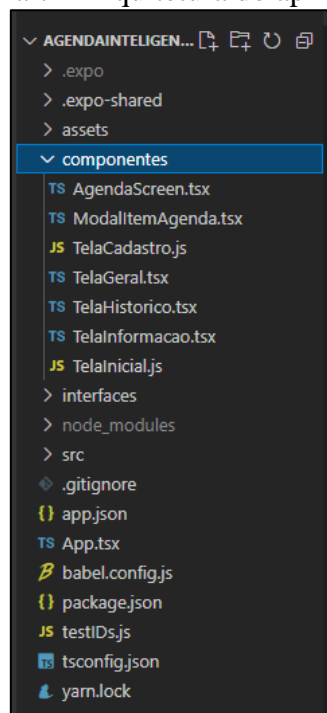 AGENDAINTELIGEN...
.expo
.expo-shared
assets
componentes
TS AgendaScreen.tsx
TS ModalItemAgenda.tsx
JS TelaCadastro.js
TS TelaGeral.tsx
TS TelaHistorico.tsx
TS TelaInformacao.tsx
JS TelaInicial.js
interfaces
node_modules
src
.gitignore
{} app.json
TS App.tsx
babel.config.js
{} package.json
JS testIDs.js
TS tsconfig.json
yarn.lock